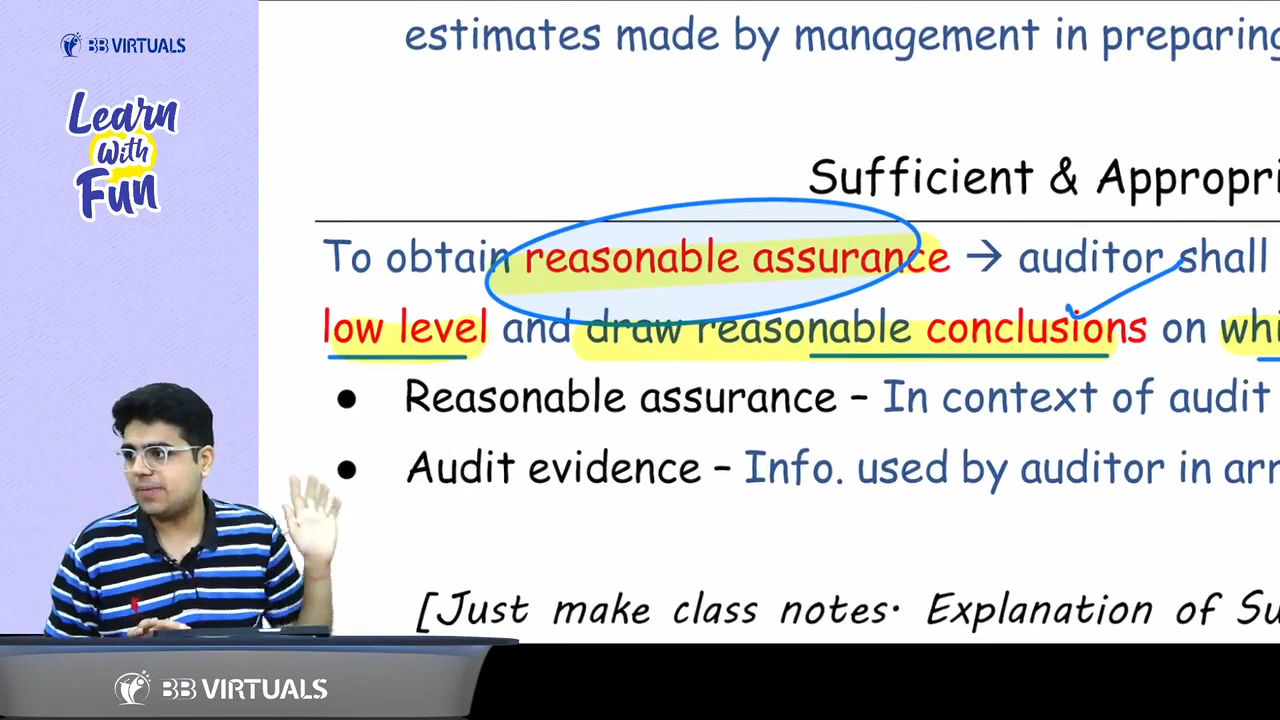 BB VIRTUALS
Learn
With
Fun
estimates made by management in preparing
Sufficient & Appropri
To obtain reasonable assurance → auditor shall
low level and draw reasonable conclusions on whi
● Reasonable assurance – In context of audit
● Audit evidence – Info. used by auditor in arr
[Just make class notes. Explanation of Su
BB VIRTUALS